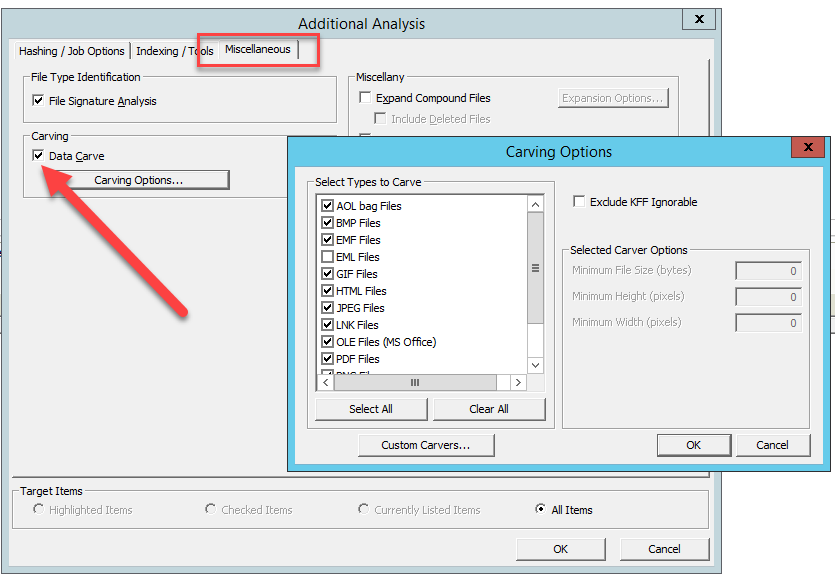 Additional Analysis
x
Hashing / Job Options
Indexing / Tools
Miscellaneous
File Type Identification
File Signature Analysis
Carving
Data Carve
Carving Options...
Miscellany
Expand Compound Files
Expansion Options...
Include Deleted Files
Carving Options
x
Select Types to Carve
AOL bag Files
BMP Files
EMF Files
EML Files
GIF Files
HTML Files
JPEG Files
LNK Files
OLE Files (MS Office)
PDF Files
Select All
Clear All
Custom Carvers...
Exclude KFF Ignorable
Selected Carver Options
Minimum File Size (bytes) 0
Minimum Height (pixels) 0
Minimum Width (pixels) 0
OK
Cancel
Target Items
Highlighted Items
Checked Items
Currently Listed Items
All Items
OK
Cancel